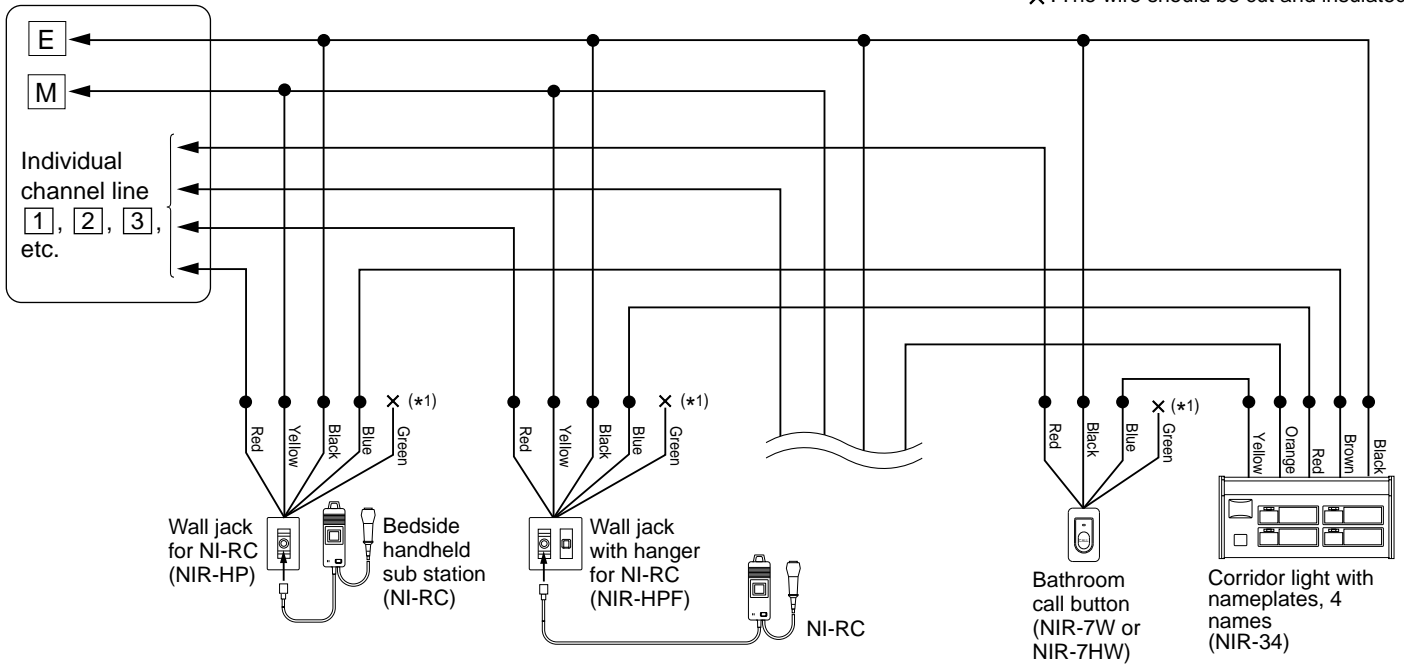 ✕ : The wire should be cut and insulated
E
M
Individual
channel line
1, 2, 3,
etc.
✕ (*1)
✕ (*1)
✕ (*1)
Red
Yellow
Black
Blue
Green
Red
Yellow
Black
Blue
Green
Red
Black
Blue
Green
Yellow
Orange
Red
Brown
Black
Wall jack
for NI-RC
(NIR-HP)
Bedside
handheld
sub station
(NI-RC)
Wall jack
with hanger
for NI-RC
(NIR-HPF)
NI-RC
Bathroom
call button
(NIR-7W or
NIR-7HW)
Corridor light with
nameplates, 4
names
(NIR-34)